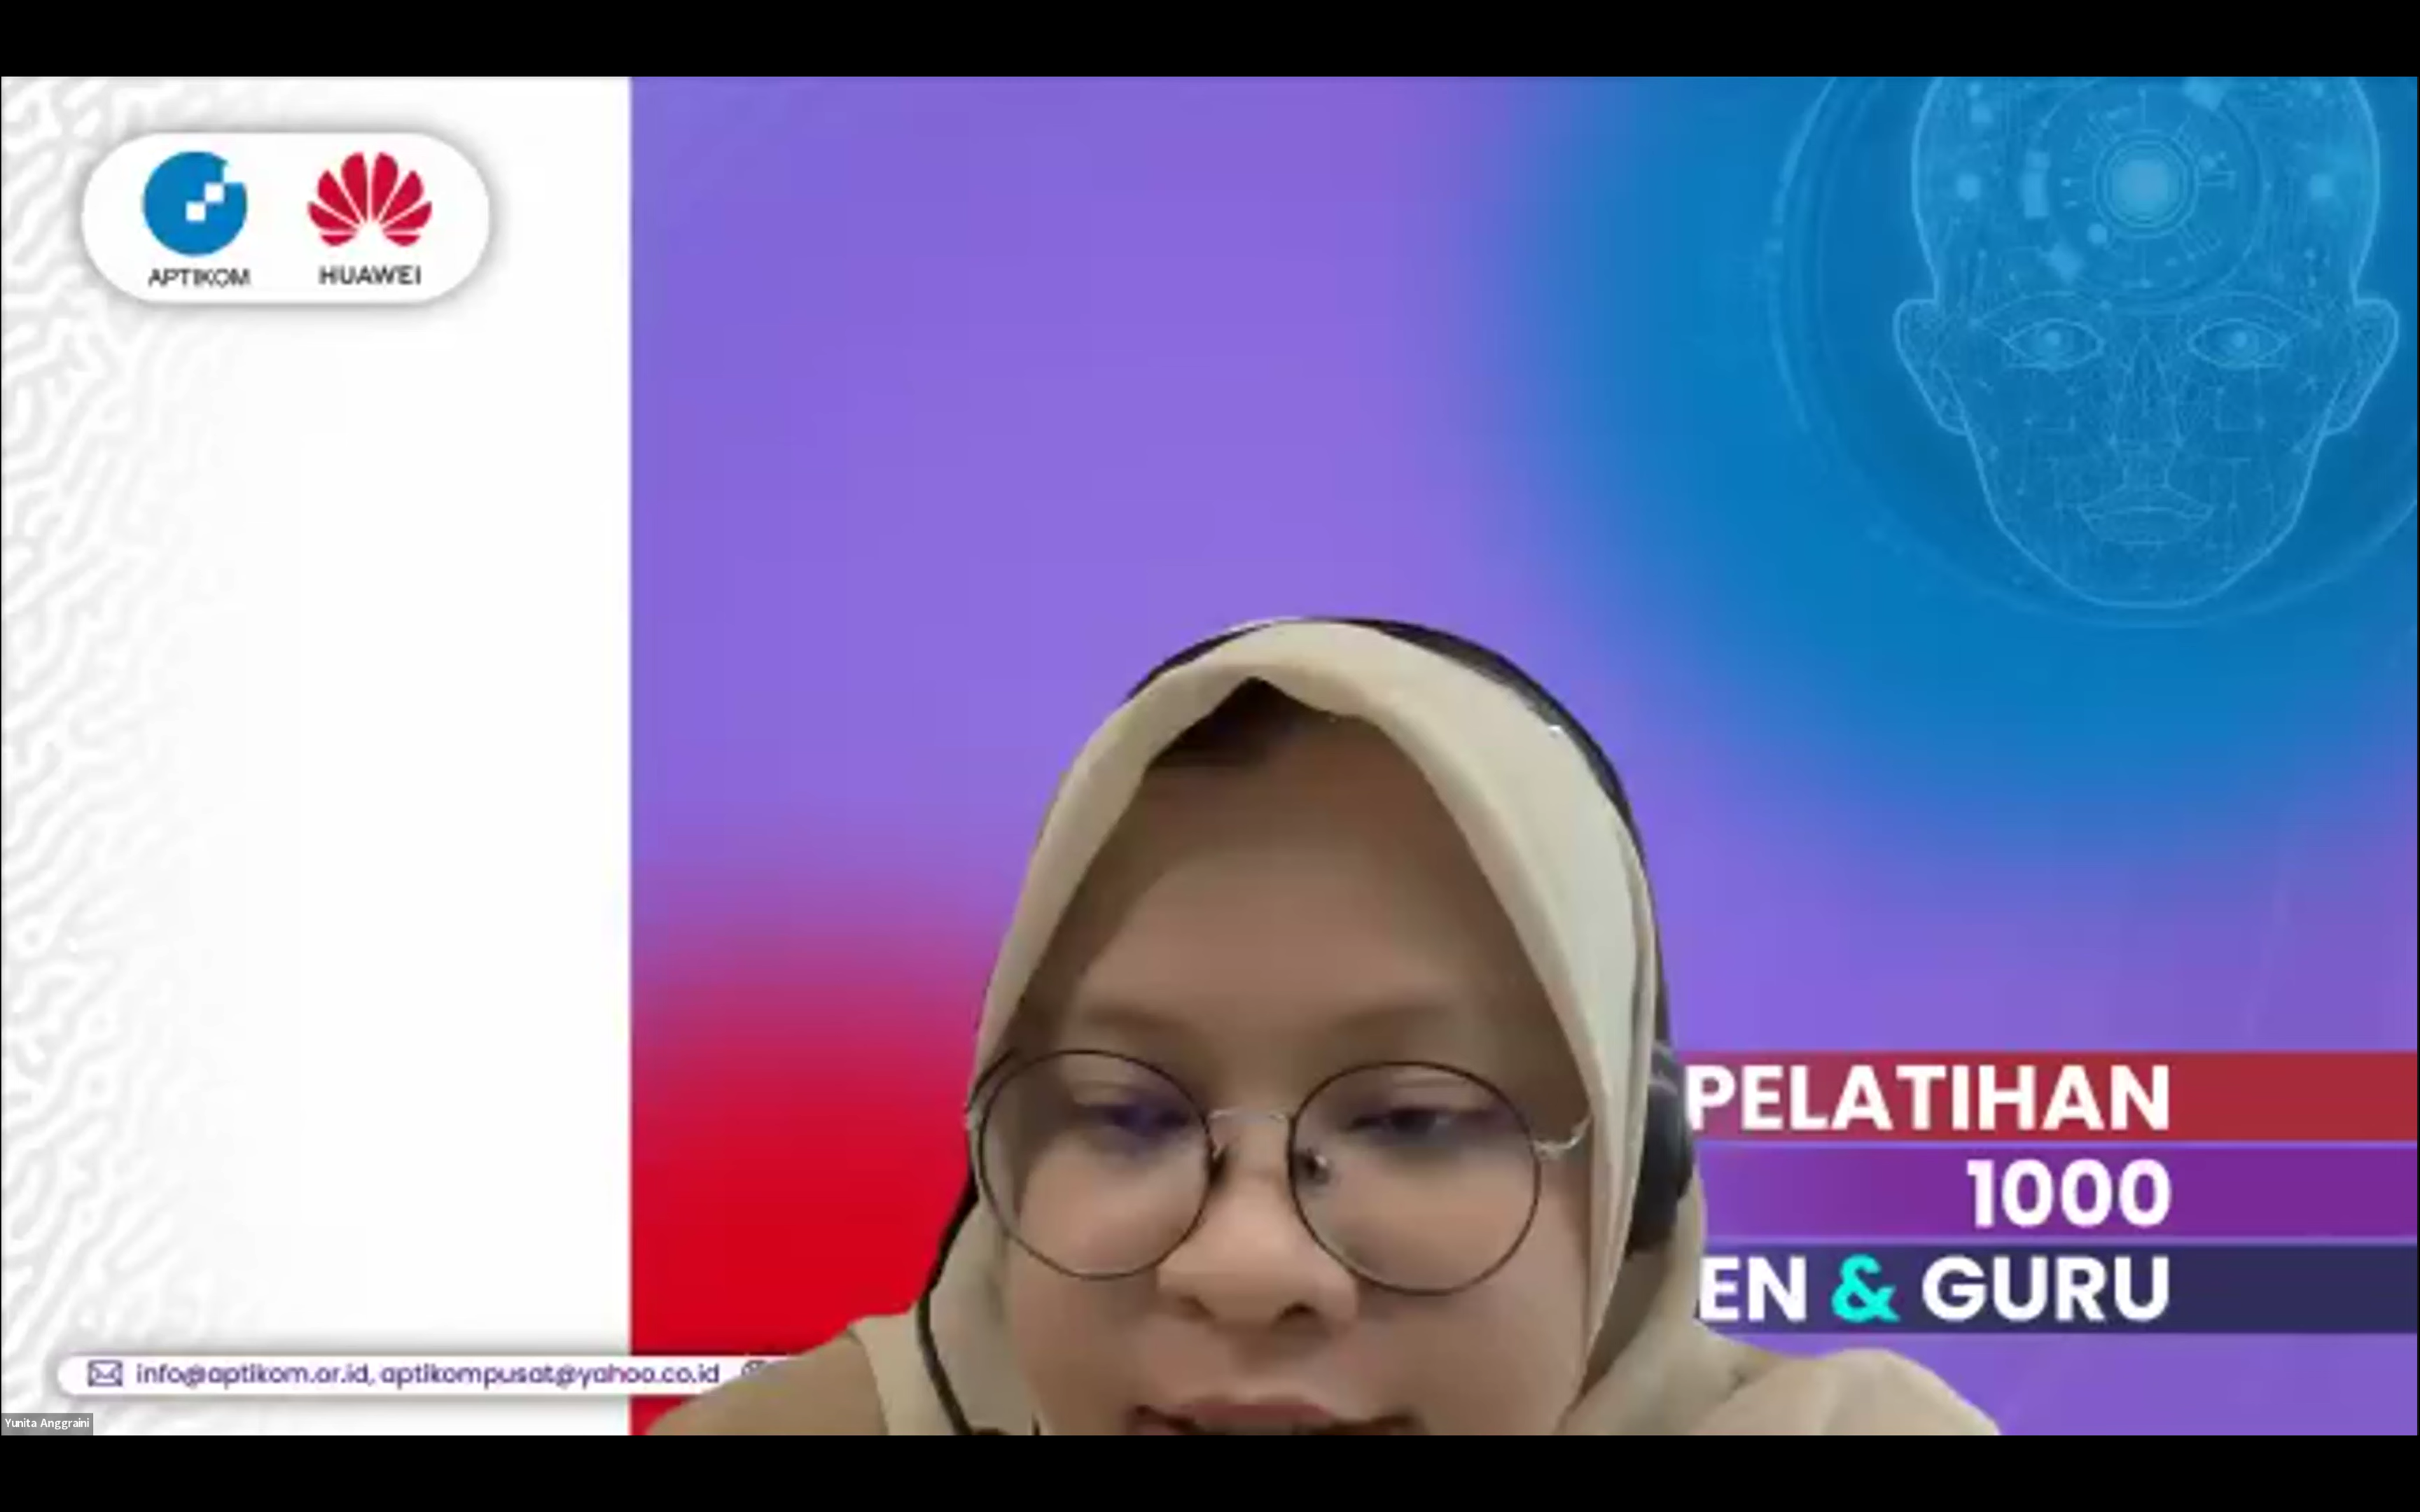 APTIKOM
HUAWEI
PELATIHAN
1000
EN & GURU
info@aptikom.or.id, aptikompusat@yahoo.co.id
Yunita Anggraini